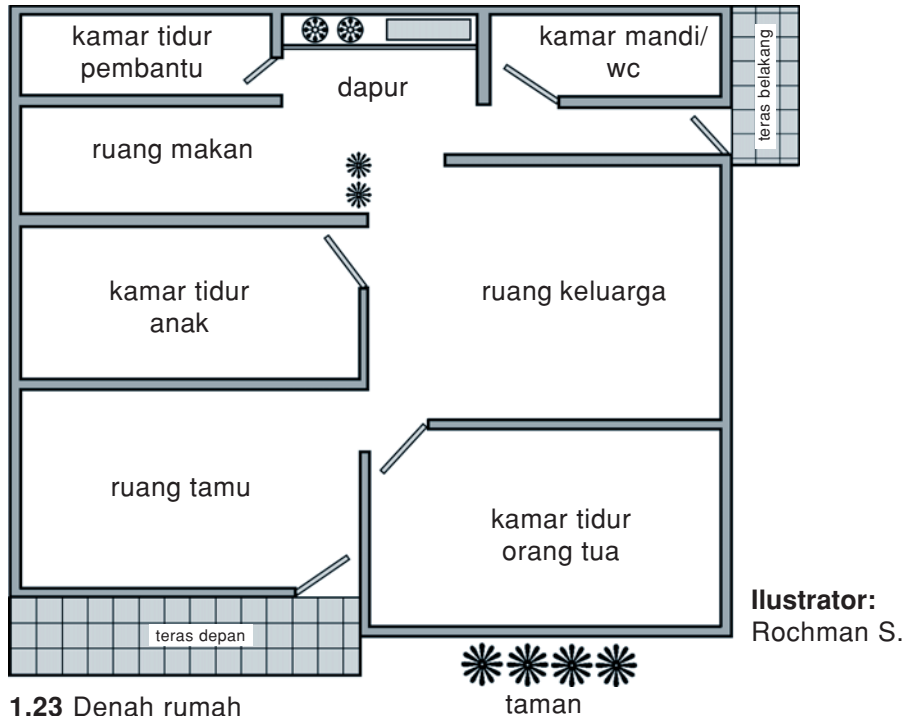 kamar tidur
pembantu
kamar mandi/
wc
teras belakang
dapur
ruang makan
kamar tidur
anak
ruang keluarga
ruang tamu
kamar tidur
orang tua
teras depan
taman
Ilustrator:
Rochman S.
1.23 Denah rumah